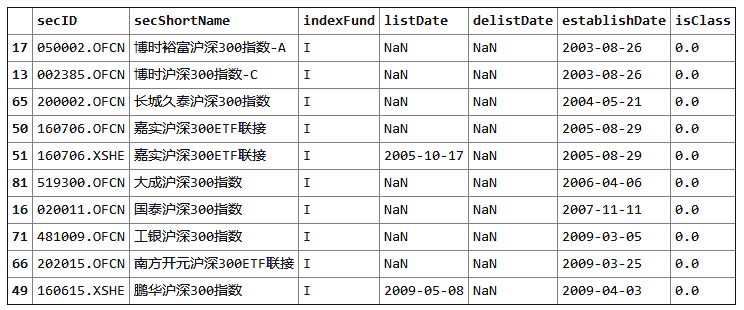 secID secShortName indexFund listDate delistDate establishDate isClass
17 050002.OFCN 博时裕富沪深300指数-A I NaN NaN 2003-08-26 0.0
13 002385.OFCN 博时沪深300指数-C I NaN NaN 2003-08-26 0.0
65 200002.OFCN 长城久泰沪深300指数 I NaN NaN 2004-05-21 0.0
50 160706.OFCN 嘉实沪深300ETF联接 I NaN NaN 2005-08-29 0.0
51 160706.XSHE 嘉实沪深300ETF联接 I 2005-10-17 NaN 2005-08-29 0.0
81 519300.OFCN 大成沪深300指数 I NaN NaN 2006-04-06 0.0
16 020011.OFCN 国泰沪深300指数 I NaN NaN 2007-11-11 0.0
71 481009.OFCN 工银沪深300指数 I NaN NaN 2009-03-05 0.0
66 202015.OFCN 南方开元沪深300ETF联接 I NaN NaN 2009-03-25 0.0
49 160615.XSHE 鹏华沪深300指数 I 2009-05-08 NaN 2009-04-03 0.0